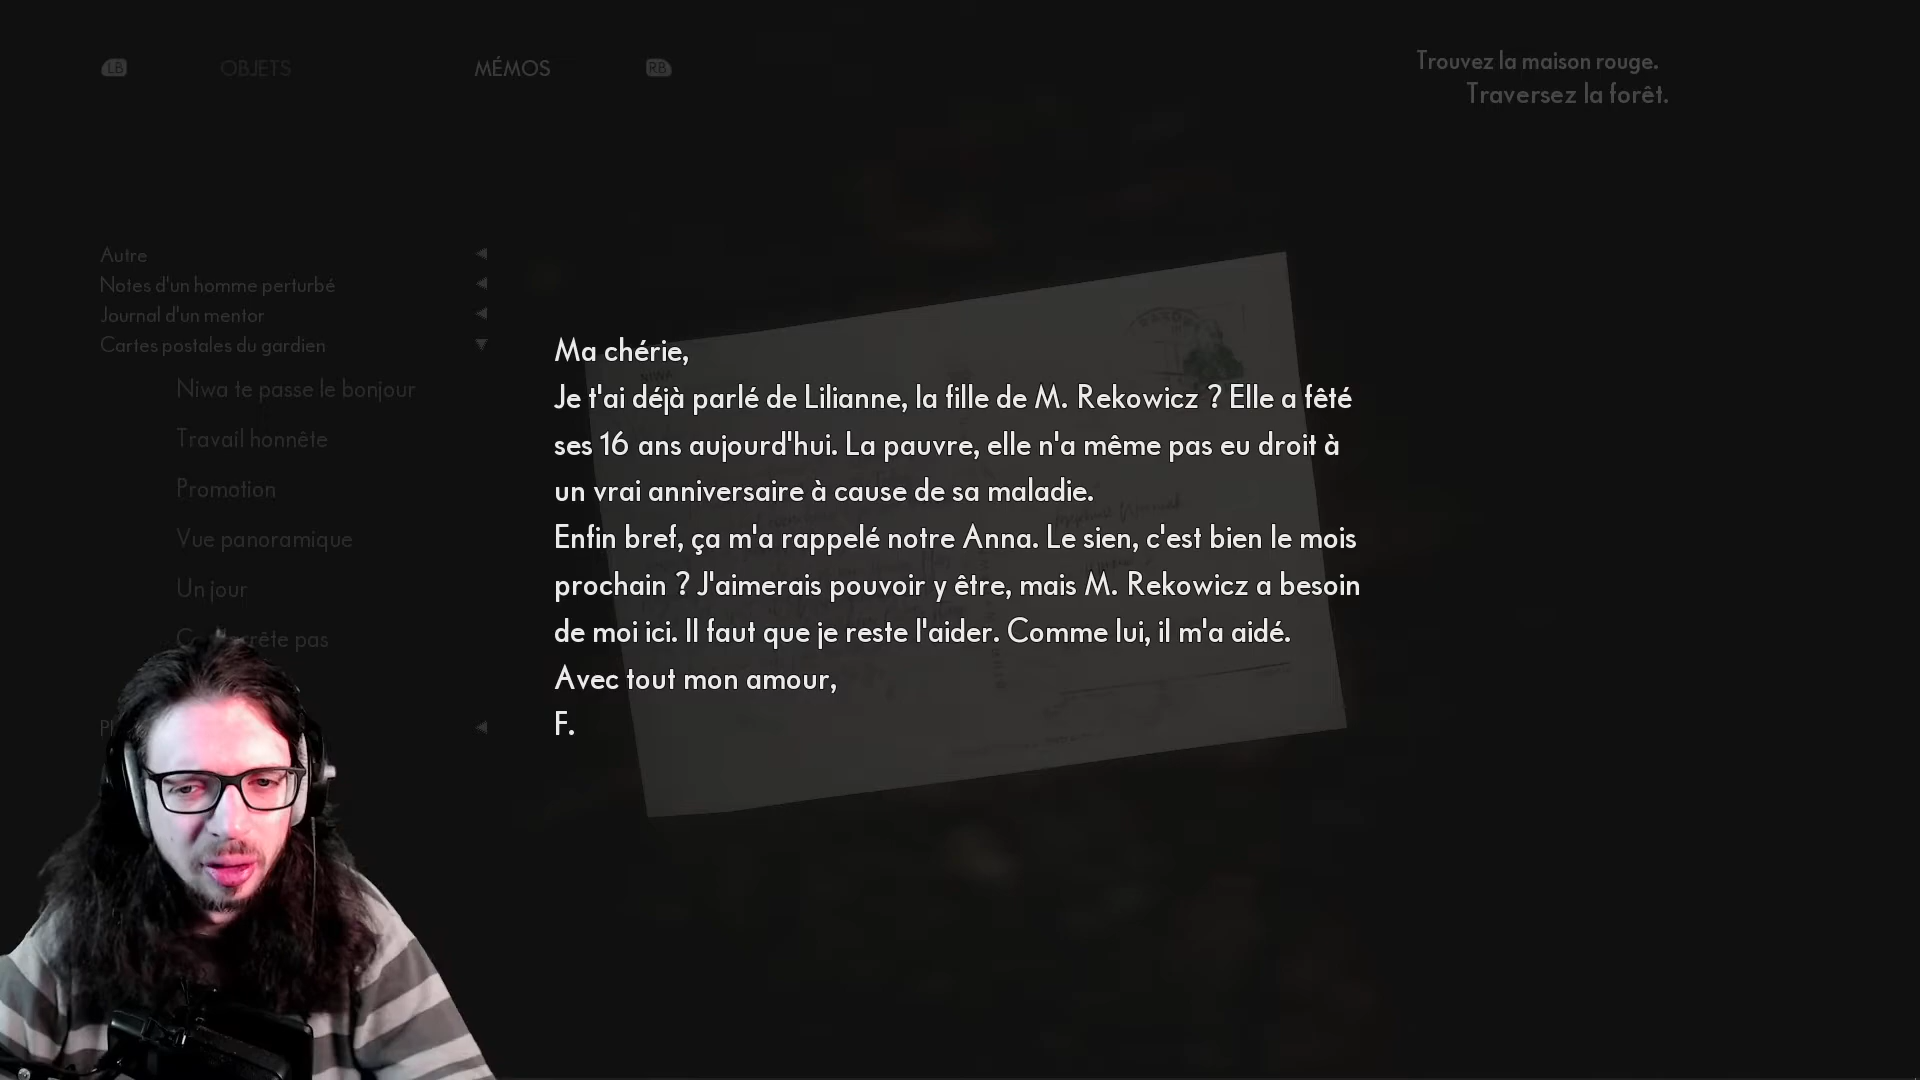 LB OBJETS MÉMOS RB
Trouvez la maison rouge.
Traversez la forêt.
Autre
Notes d'un homme perturbé
Journal d'un mentor
Cartes postales du gardien
Niwa te passe le bonjour
Travail honnête
Promotion
Vue panoramique
Un jour
pas
Ma chérie,
Je t'ai déjà parlé de Lilianne, la fille de M. Rekowicz ? Elle a fêté
ses 16 ans aujourd'hui. La pauvre, elle n'a même pas eu droit à
un vrai anniversaire à cause de sa maladie.
Enfin bref, ça m'a rappelé notre Anna. Le sien, c'est bien le mois
prochain ? J'aimerais pouvoir y être, mais M. Rekowicz a besoin
de moi ici. Il faut que je reste l'aider. Comme lui, il m'a aidé.
Avec tout mon amour,
F.
NIWA